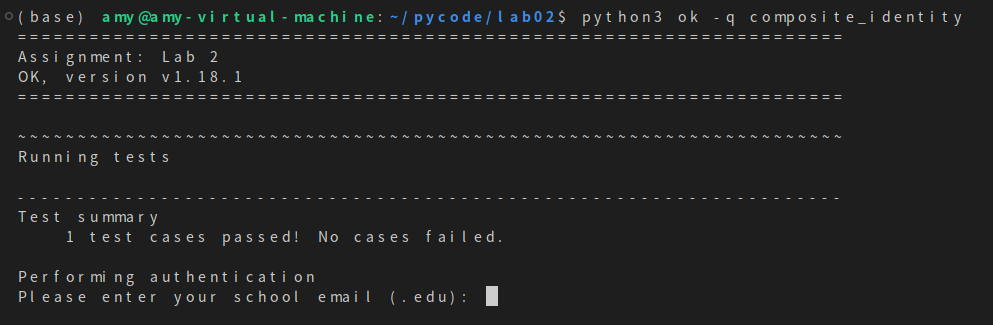 (base) amy@amy-virtual-machine:~/pycode/lab02$ python3 ok -q composite_identity
=====================================================================
Assignment: Lab 2
OK, version v1.18.1
=====================================================================
~~~~~~~~~~~~~~~~~~~~~~~~~~~~~~~~~~~~~~~~~~~~~~~~~~~~~~~~~~~~~~~~~~~~~
Running tests
---------------------------------------------------------------------
Test summary
    1 test cases passed! No cases failed.
Performing authentication
Please enter your school email (.edu):